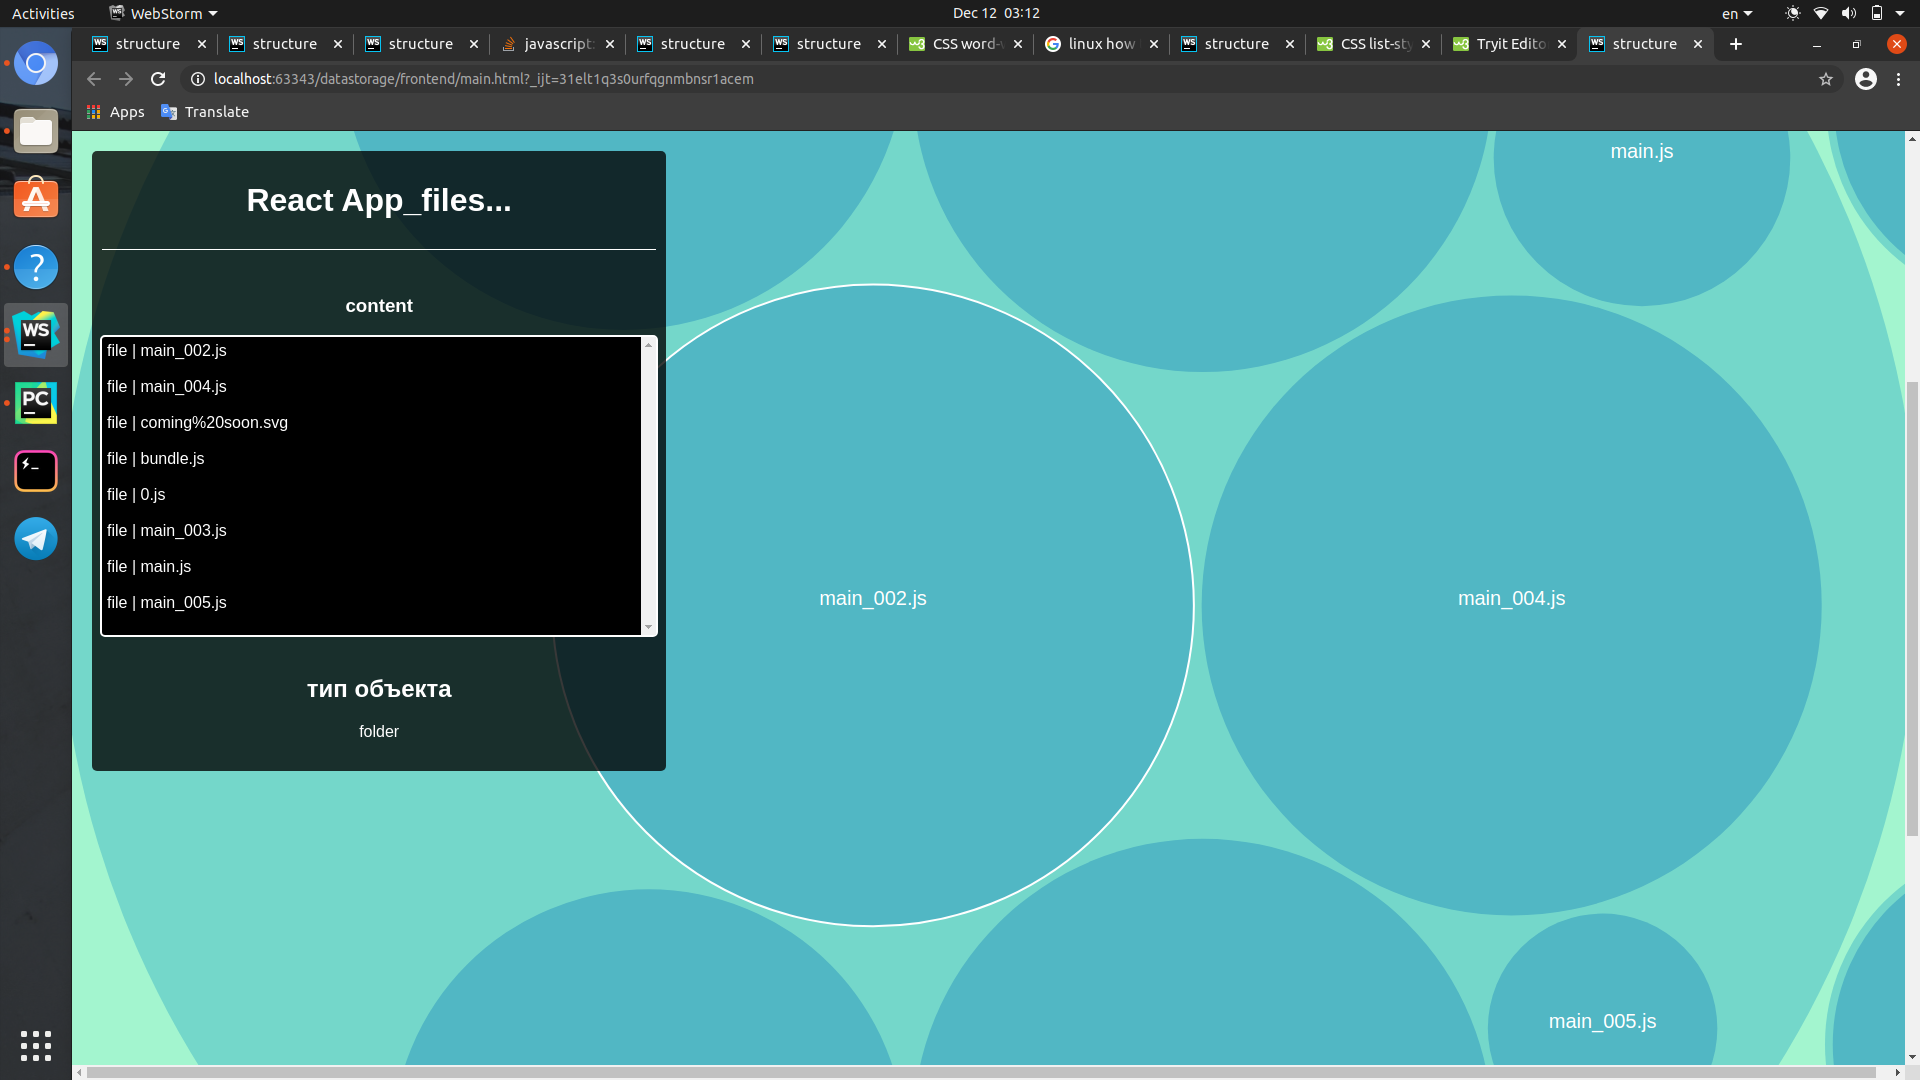 Activities
WebStorm
Dec 12 03:12
en
structure
structure
structure
javascript
structure
structure
CSS word-
linux how
structure
CSS list-sty
Tryit Edito
structure
localhost:63343/datastorage/frontend/main.html?_ijt=31elt1q3s0urfqgnmbnsr1acem
Apps
Translate
React App_files...
content
file | main_002.js
file | main_004.js
file | coming%20soon.svg
file | bundle.js
file | 0.js
file | main_003.js
file | main.js
file | main_005.js
тип объекта
folder
main.js
main_002.js
main_004.js
main_005.js
WS
PC